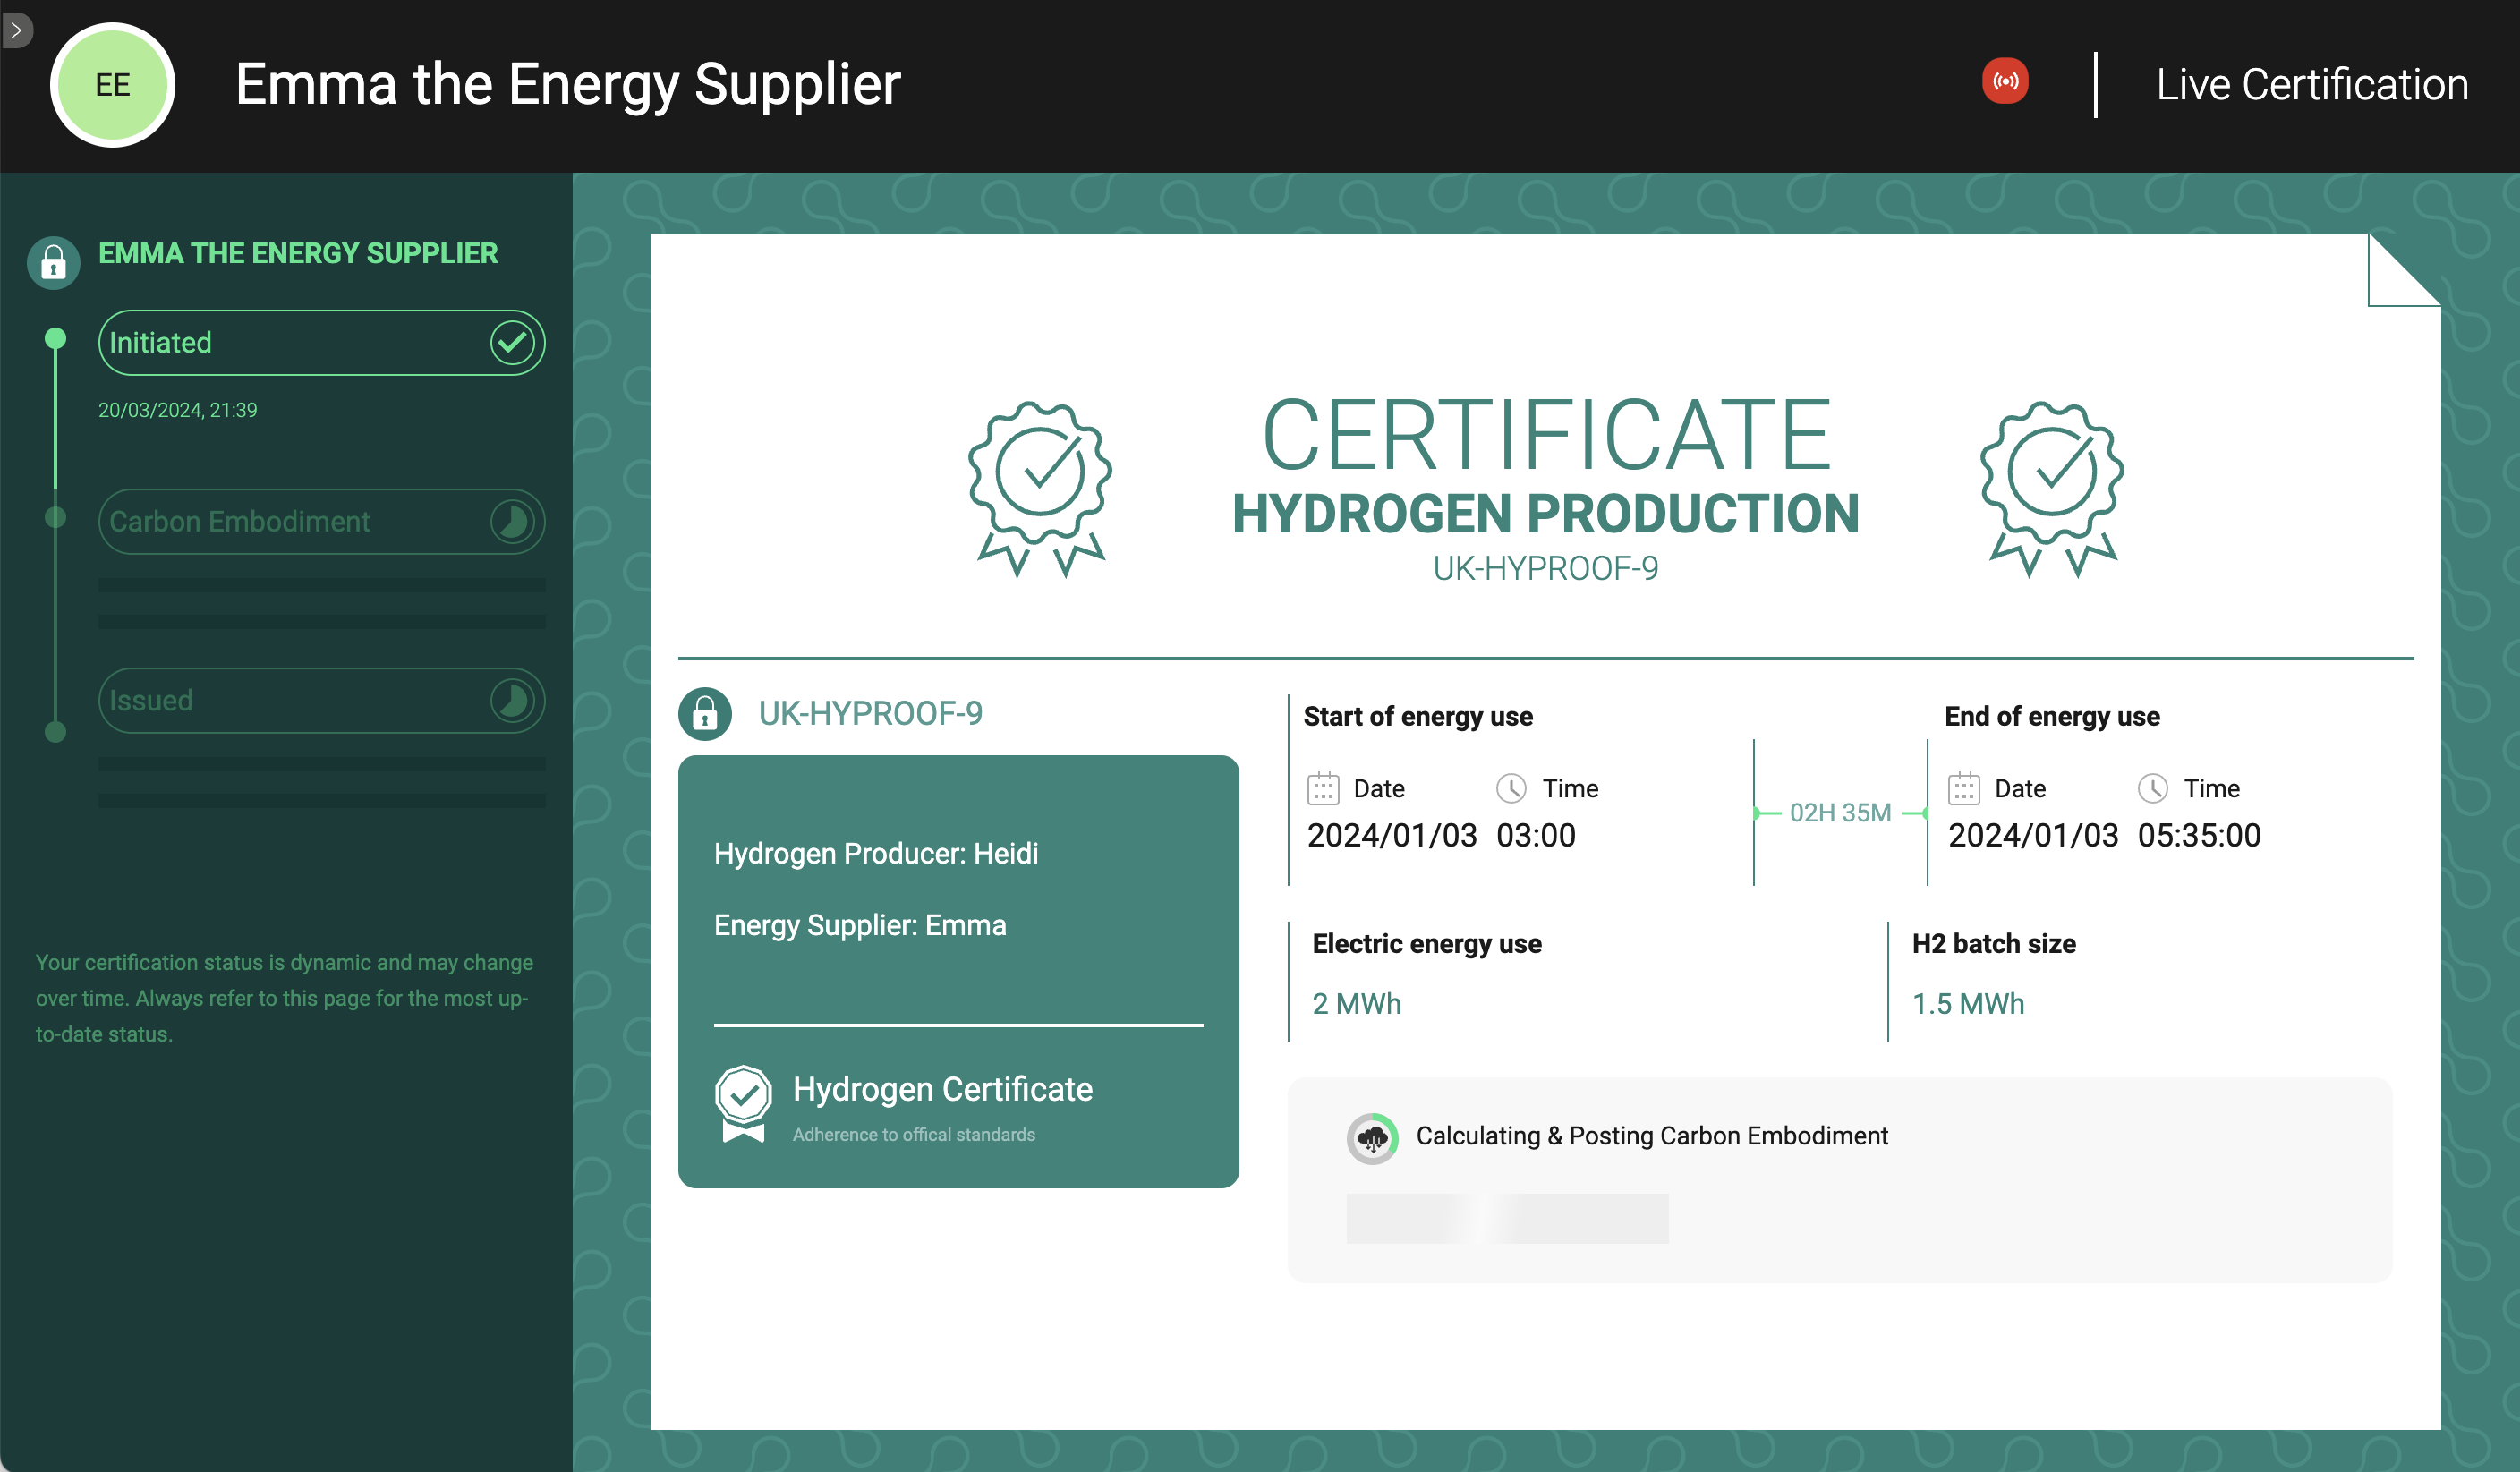 EE
Emma the Energy Supplier
Live Certification
EMMA THE ENERGY SUPPLIER
Initiated
20/03/2024, 21:39
Carbon Embodiment
Issued
Your certification status is dynamic and may change
over time. Always refer to this page for the most up-
to-date status.
CERTIFICATE
HYDROGEN PRODUCTION
UK-HYPROOF-9
UK-HYPROOF-9
Hydrogen Producer: Heidi
Energy Supplier: Emma
Hydrogen Certificate
Adherence to offical standards
Start of energy use
Date Time
2024/01/03 03:00
02H 35M
End of energy use
Date Time
2024/01/03 05:35:00
Electric energy use
2 MWh
H2 batch size
1.5 MWh
Calculating & Posting Carbon Embodiment